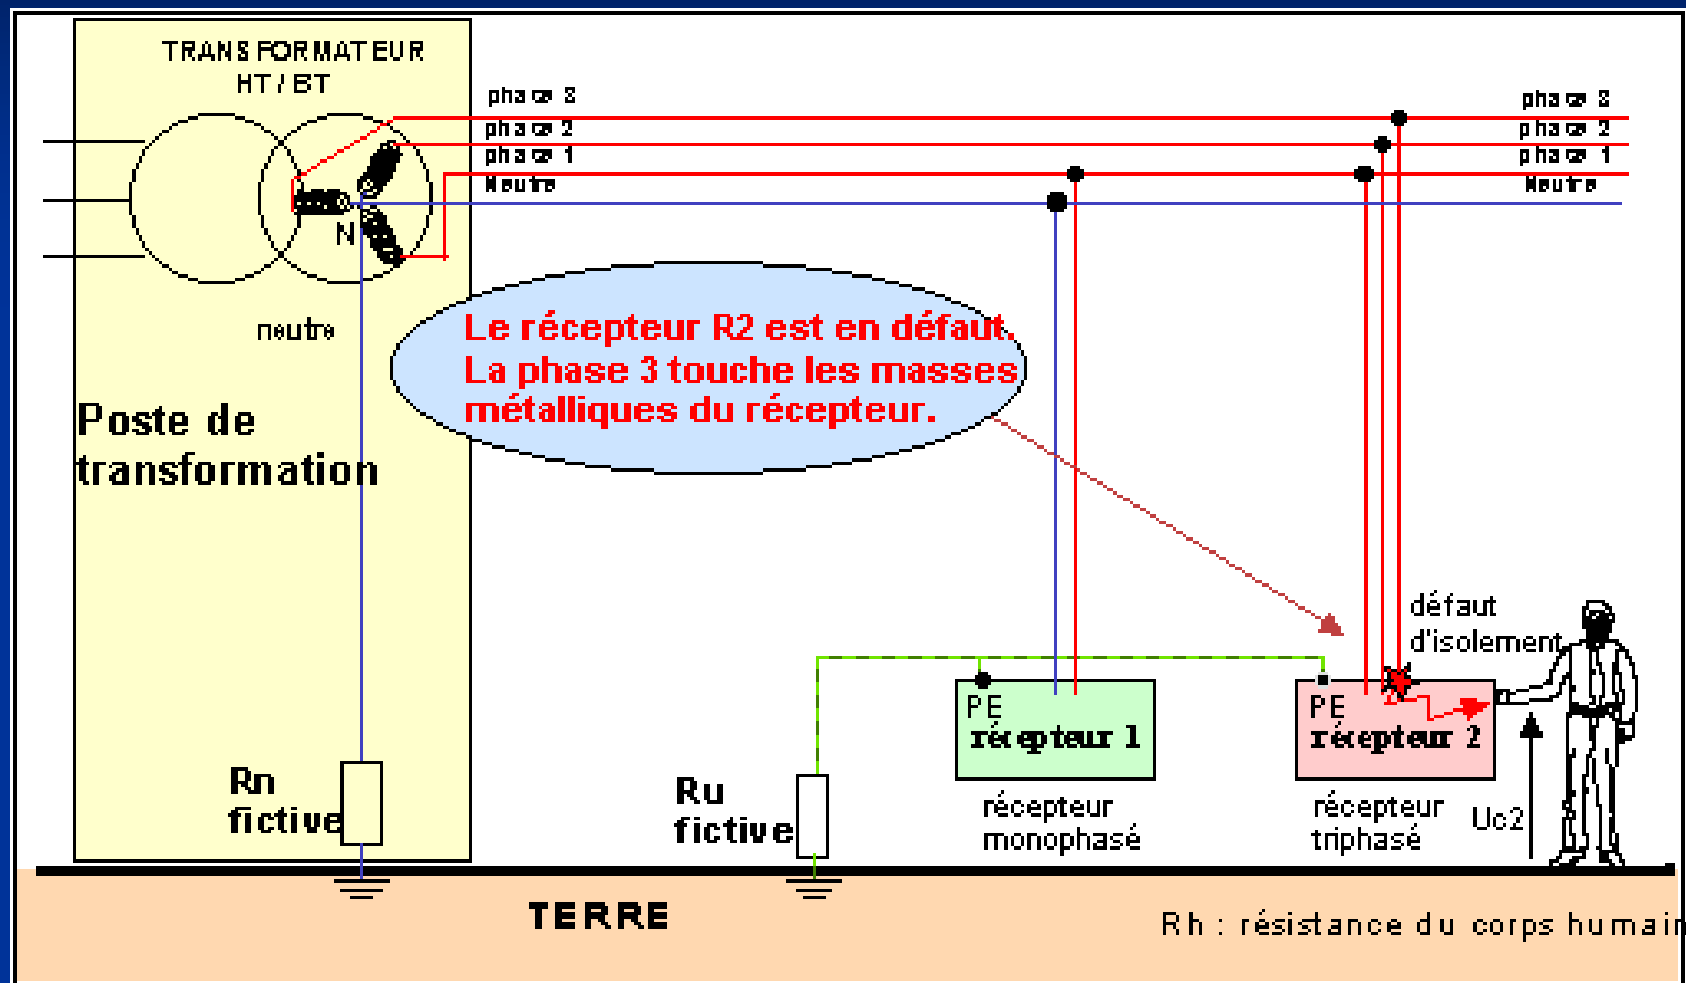 TRANSFORMATEUR
HT / BT
phase 3
phase 2
phase 1
Neutre
phase 3
phase 2
phase 1
Neutre
N
neutre
Le récepteur R2 est en défaut.
La phase 3 touche les masses
métalliques du récepteur.
Poste de
transformation
défaut
d'isolement
PE
récepteur 1
PE
récepteur 2
Rn
fictive
Ru
fictive
récepteur
monophasé
récepteur
triphasé
Uc2
TERRE
Rh : résistance du corps humain